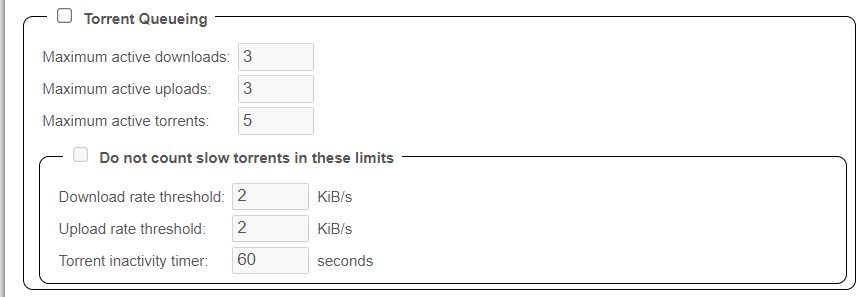 Torrent Queueing
Maximum active downloads: 3
Maximum active uploads: 3
Maximum active torrents: 5
Do not count slow torrents in these limits
Download rate threshold: 2 KiB/s
Upload rate threshold: 2 KiB/s
Torrent inactivity timer: 60 seconds